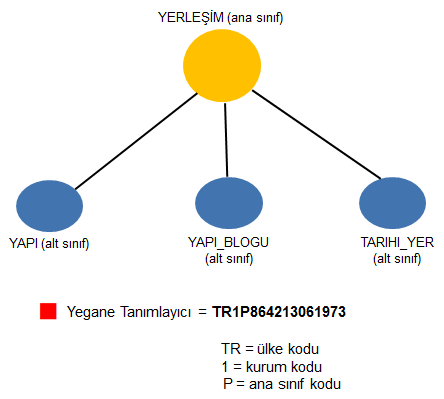 YERLEŞİM (ana sınıf)
YAPI (alt sınıf)
YAPI_BLOGU
(alt sınıf)
TARIHI_YER
(alt sınıf)
Yegane Tanımlayıcı = TR1P864213061973
TR = ülke kodu
1 = kurum kodu
P = ana sınıf kodu